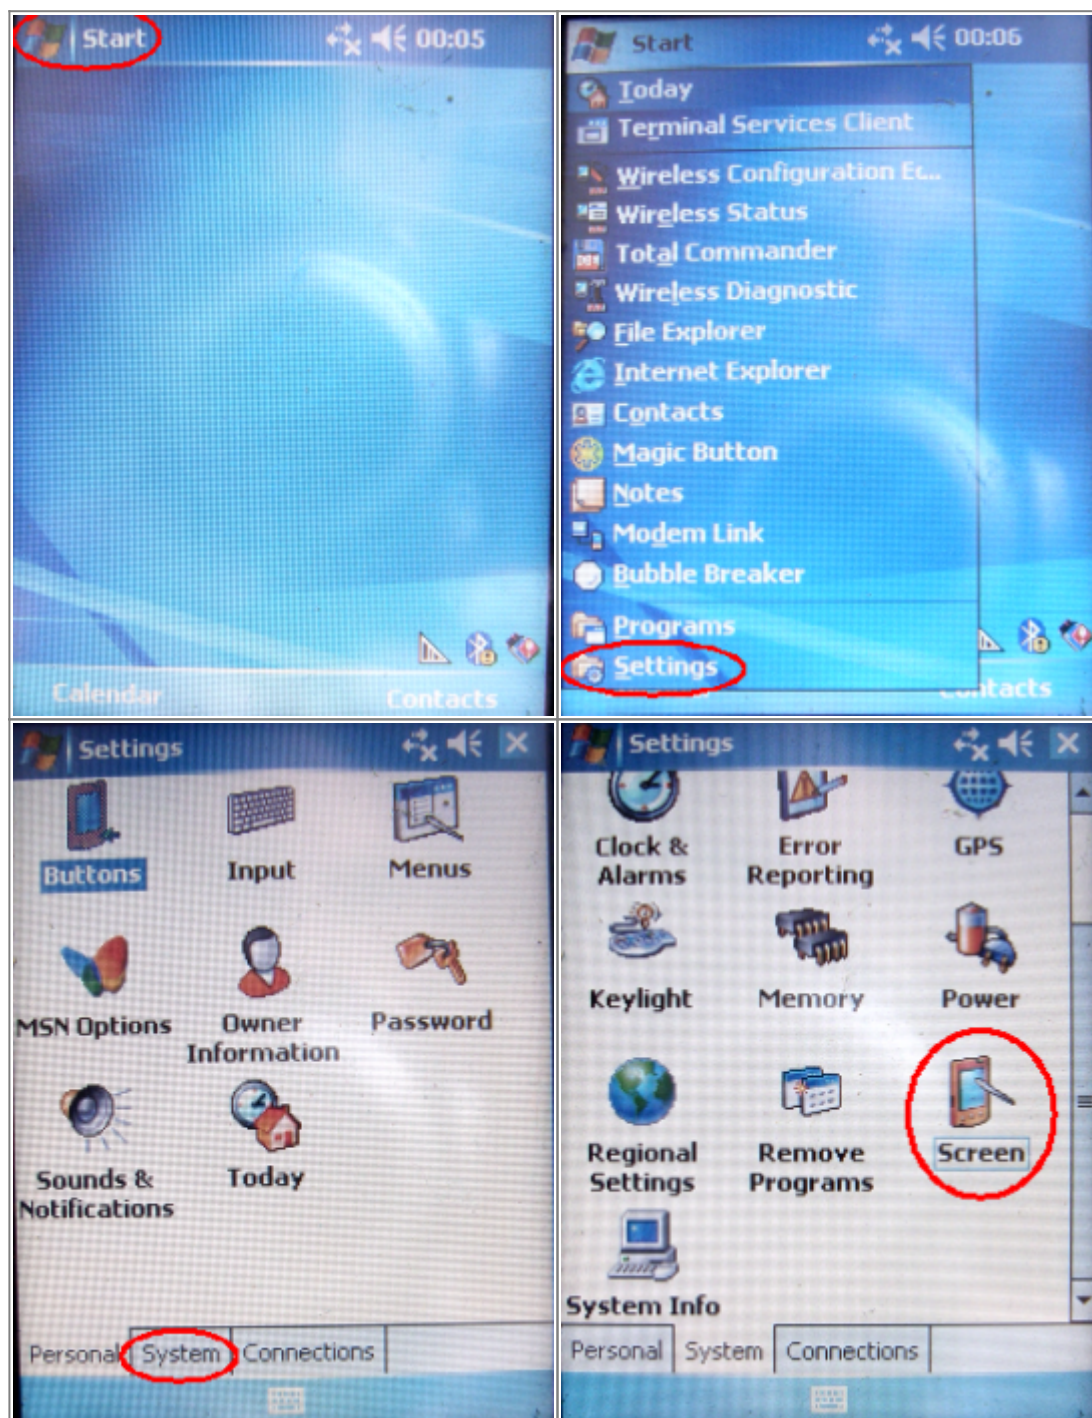 Start 00:05
Calendar Contacts
Start 00:06
Today
Terminal Services Client
Wireless Configuration Ec...
Wireless Status
Total Commander
Wireless Diagnostic
File Explorer
Internet Explorer
Contacts
Magic Button
Notes
Modem Link
Bubble Breaker
Programs
Settings
Contacts
Settings
Buttons Input Menus
MSN Options Owner Password
Information
Sounds & Today
Notifications
Personal System Connections
Settings
Clock & Error GPS
Alarms Reporting
Keylight Memory Power
Regional Remove Screen
Settings Programs
System Info
Personal System Connections